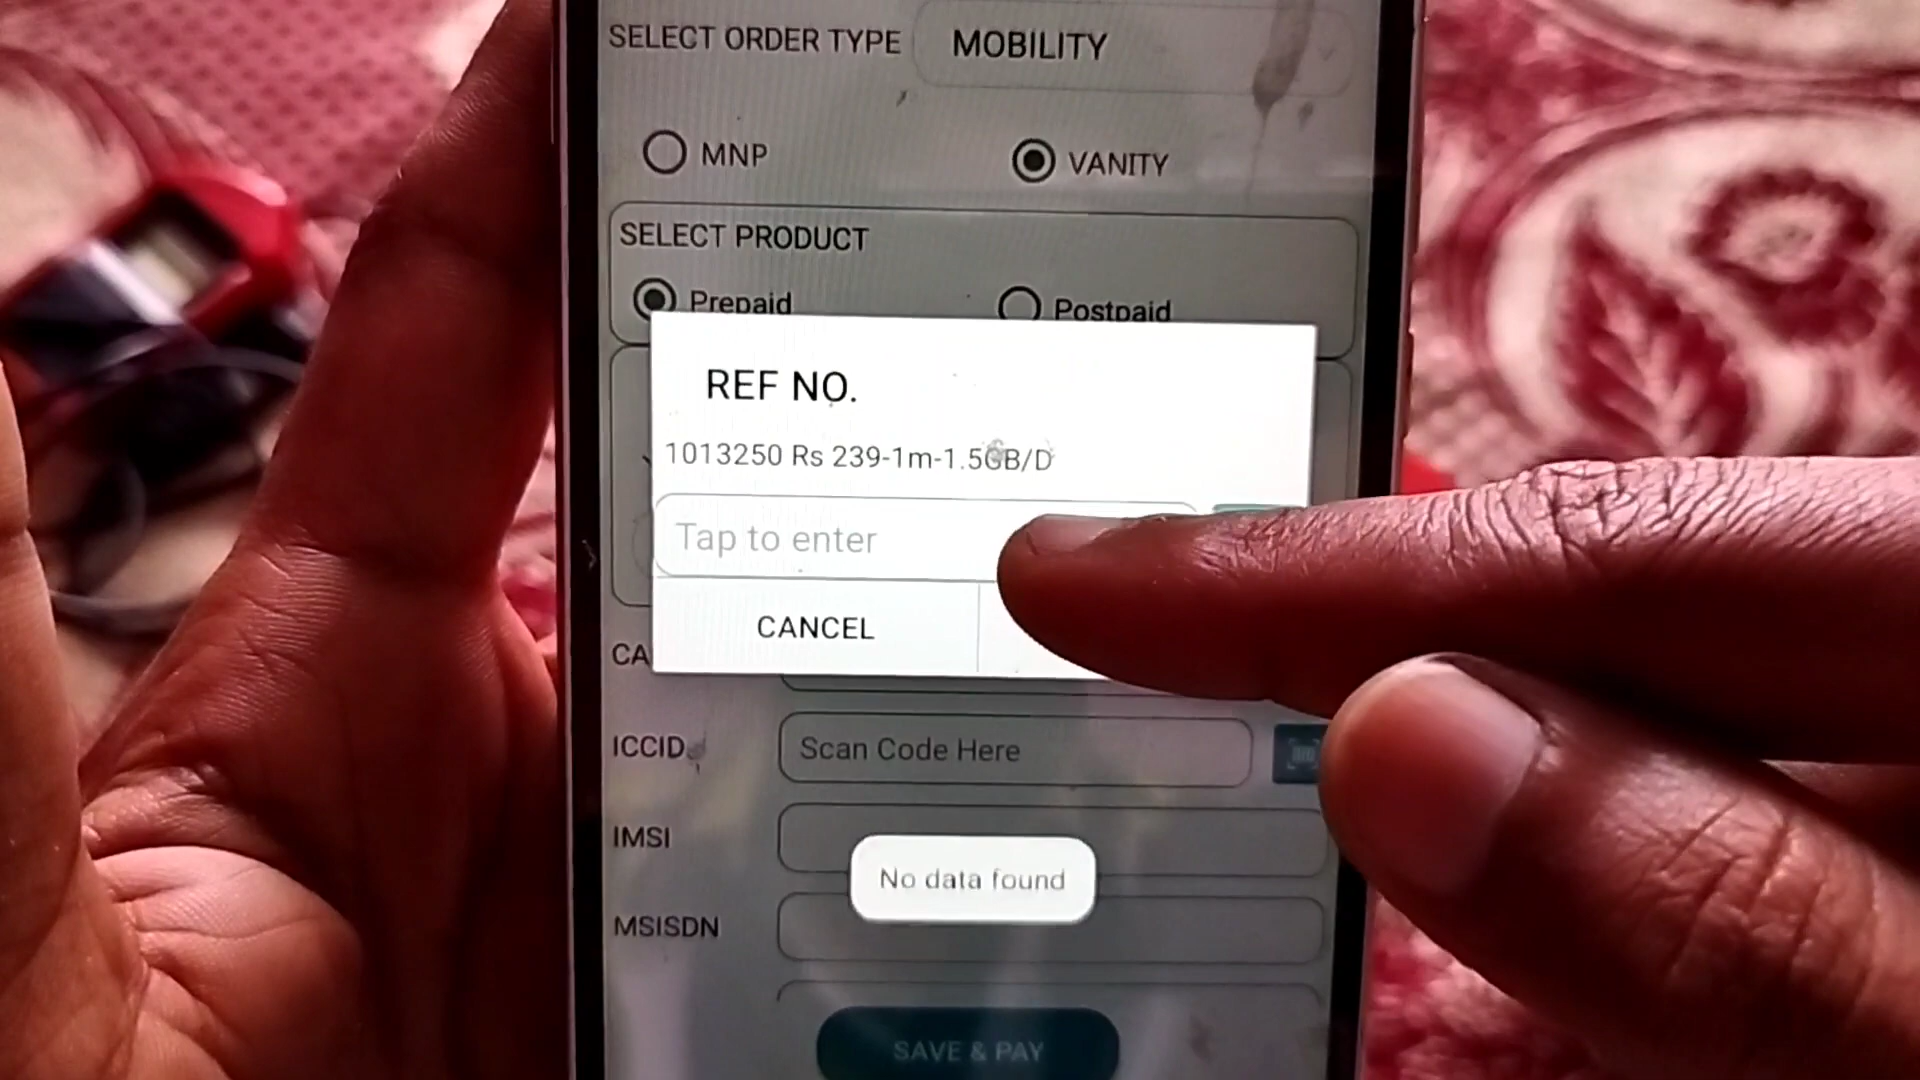 SELECT ORDER TYPE MOBILITY
MNP VANITY
SELECT PRODUCT
Prepaid Postpaid
REF NO.
1013250 Rs 239-1m-1.5GB/D
Tap to enter
CANCEL
CA
ICCID Scan Code Here
IMSI
No data found
MSISDN
SAVE & PAY